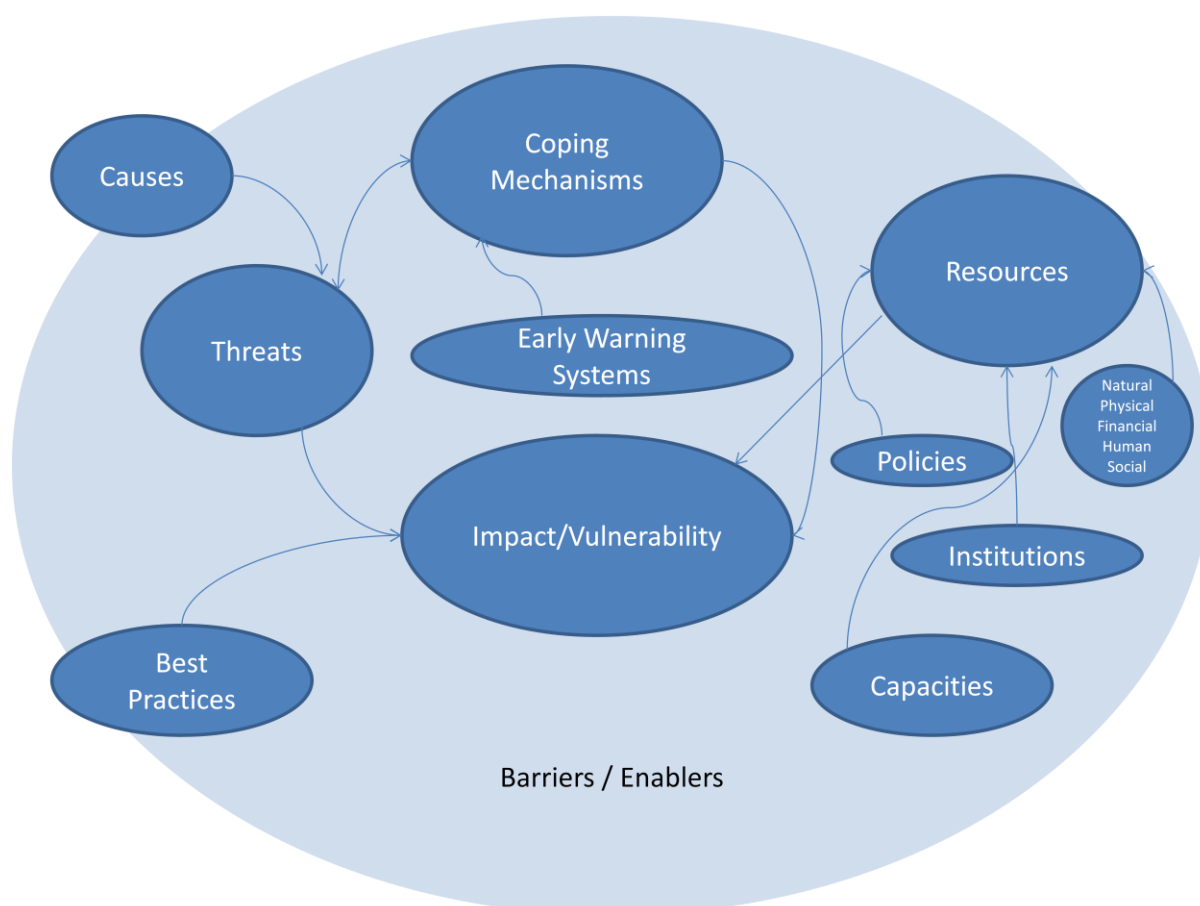 Causes
Coping
Mechanisms
Resources
Threats
Early Warning
Systems
Natural
Physical
Financial
Human
Social
Policies
Impact/Vulnerability
Institutions
Best
Practices
Capacities
Barriers / Enablers